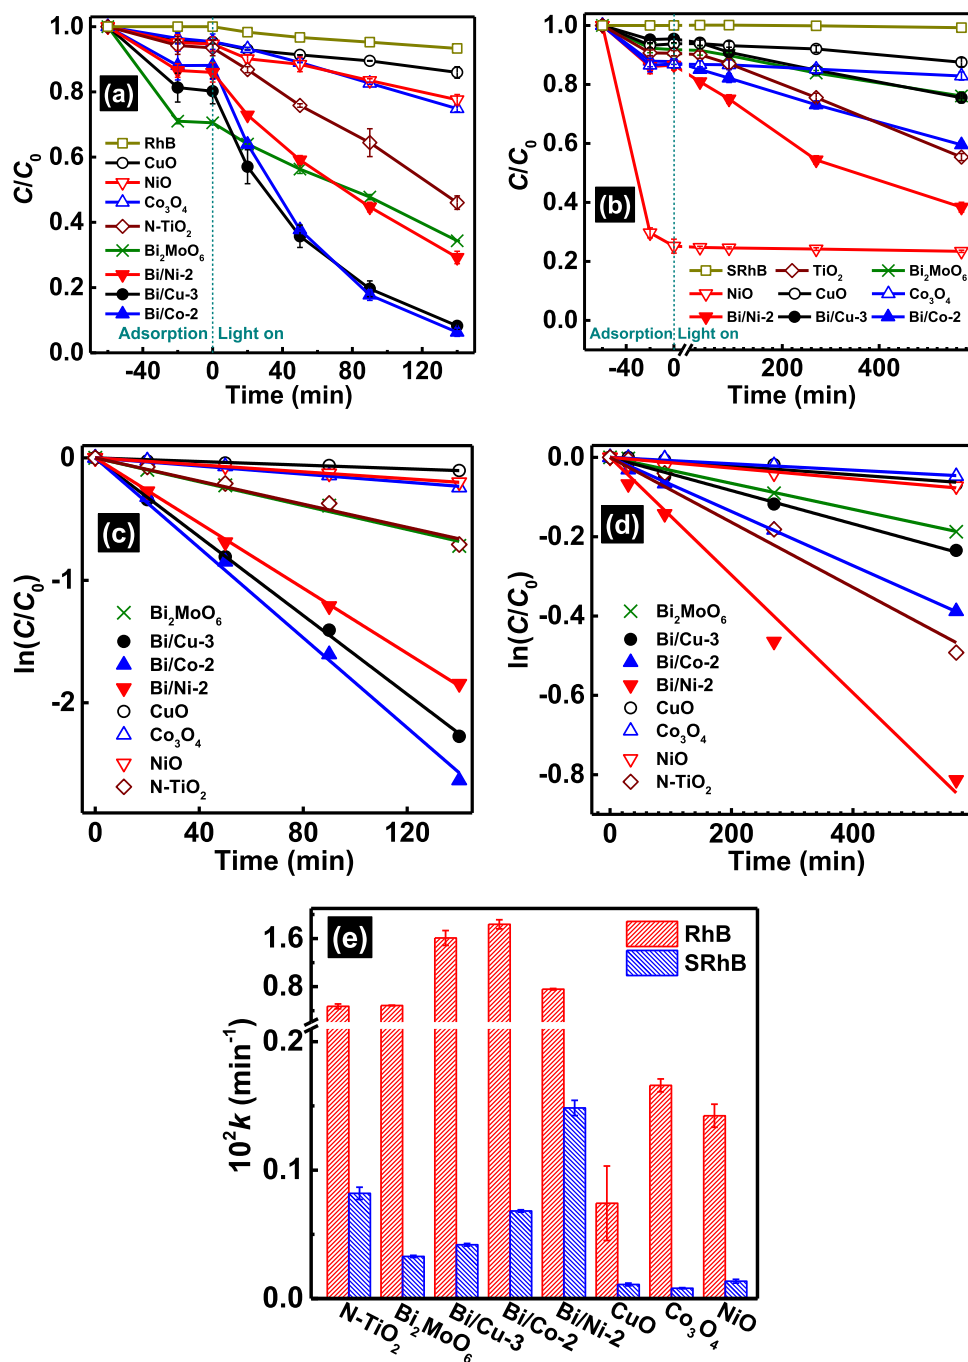 (a)
C/C₀
1.0
0.8
0.6
0.4
0.2
0.0
RhB
CuO
NiO
Co₃O₄
N-TiO₂
Bi₂MoO₆
Bi/Ni-2
Bi/Cu-3
Bi/Co-2
Adsorption Light on
-40 0 40 80 120
Time (min)
(b)
C/C₀
1.0
0.8
0.6
0.4
0.2
0.0
SRhB TiO₂ Bi₂MoO₆
NiO CuO Co₃O₄
Bi/Ni-2 Bi/Cu-3 Bi/Co-2
Adsorption Light on
-40 0 200 400
Time (min)
(c)
ln(C/C₀)
0
-1
-2
Bi₂MoO₆
Bi/Cu-3
Bi/Co-2
Bi/Ni-2
CuO
Co₃O₄
NiO
N-TiO₂
0 40 80 120
Time (min)
(d)
ln(C/C₀)
0.0
-0.2
-0.4
-0.6
-0.8
Bi₂MoO₆
Bi/Cu-3
Bi/Co-2
Bi/Ni-2
CuO
Co₃O₄
NiO
N-TiO₂
0 200 400
Time (min)
(e)
10²k (min⁻¹)
1.6
0.8
0.2
0.1
0.0
RhB
SRhB
N-TiO₂ Bi₂MoO₆ Bi/Cu-3 Bi/Co-2 Bi/Ni-2 CuO Co₃O₄ NiO